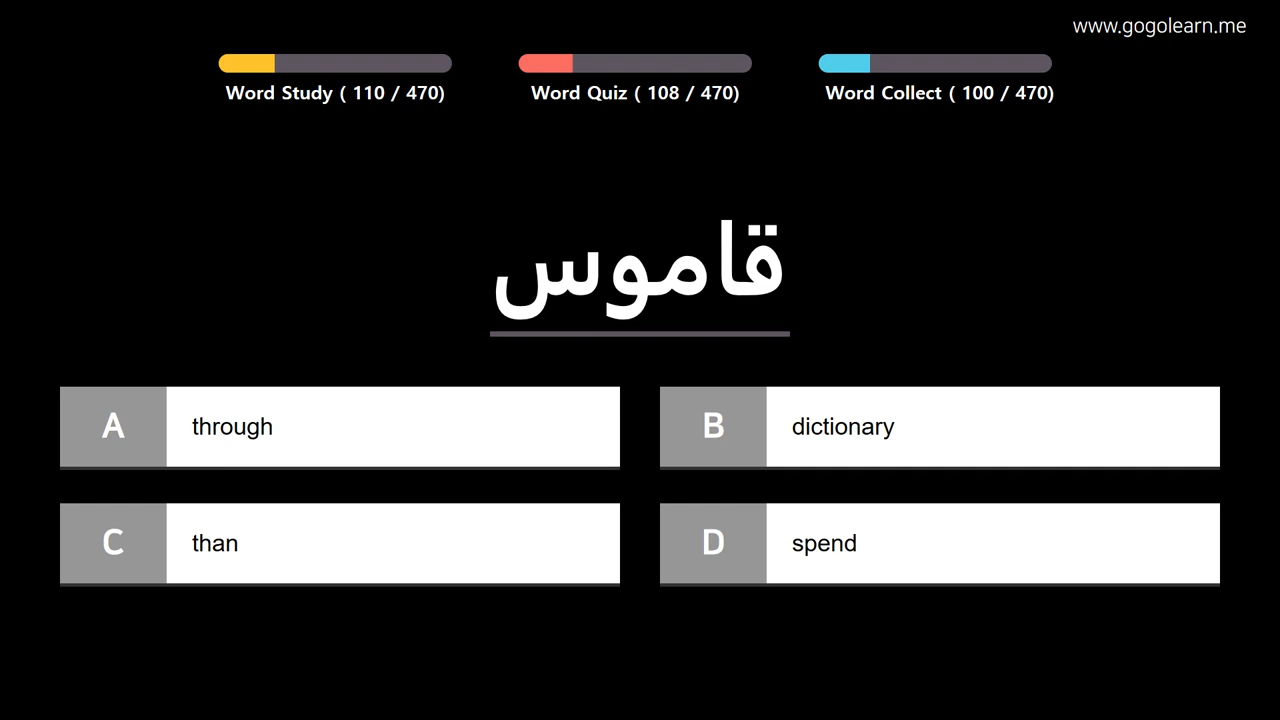 www.gogolearn.me
Word Study ( 110 / 470)
Word Quiz ( 108 / 470)
Word Collect ( 100 / 470)
قاموس
A through
B dictionary
C than
D spend